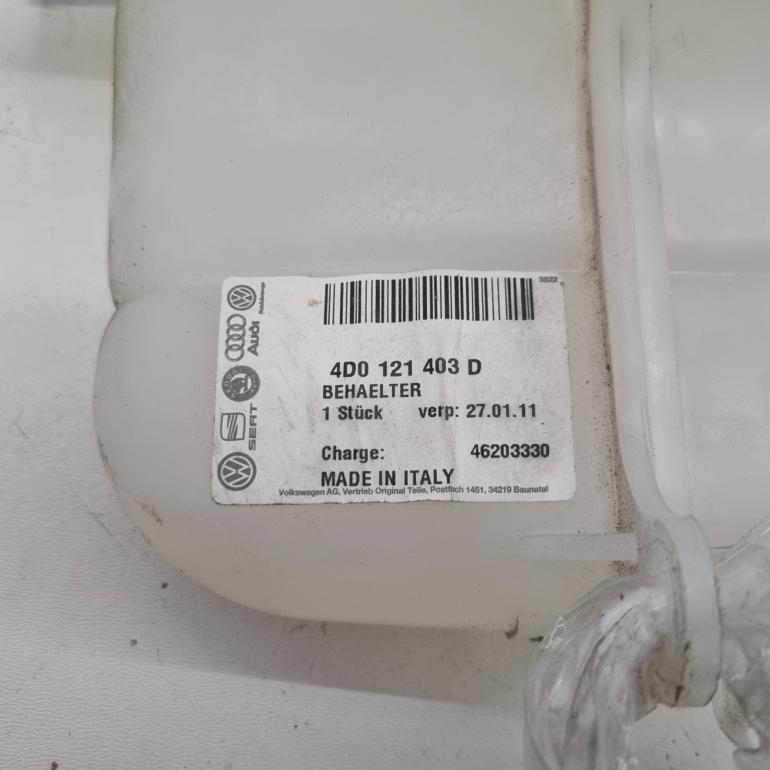 3822
4D0 121 403 D
BEHAELTER
1 Stück verp: 27.01.11
Charge: 46203330
MADE IN ITALY
Volkswagen AG, Vertrieb Original Teile, Postfach 1451, 34219 Baunatal
Audi
SEAT
SKODA